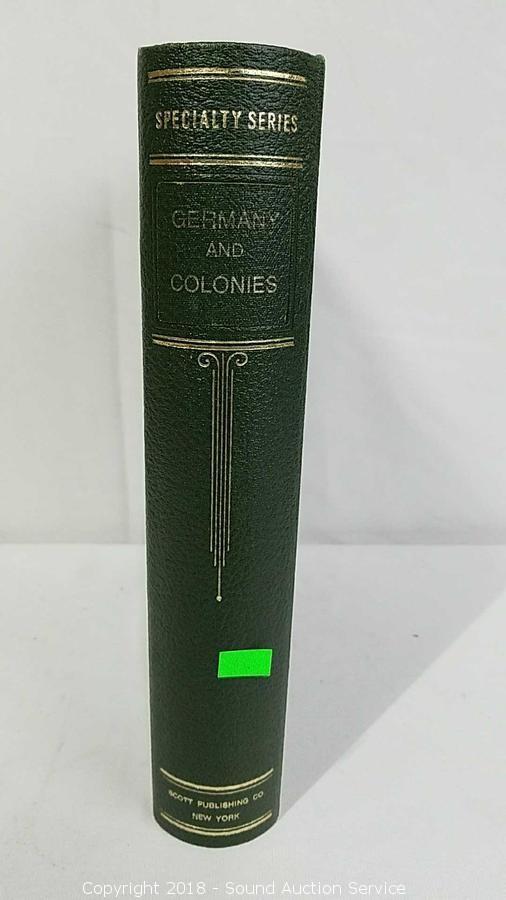 SPECIALTY SERIES
GERMANY
AND
COLONIES
SCOTT PUBLISHING CO.
NEW YORK
Copyright 2018 - Sound Auction Service